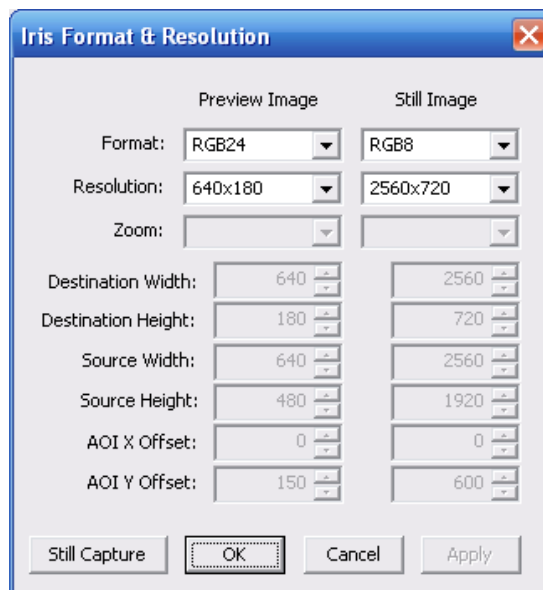 Iris Format & Resolution
Preview Image Still Image
Format: RGB24 RGB8
Resolution: 640x180 2560x720
Zoom:
Destination Width: 640 2560
Destination Height: 180 720
Source Width: 640 2560
Source Height: 480 1920
AOI X Offset: 0 0
AOI Y Offset: 150 600
Still Capture OK Cancel Apply